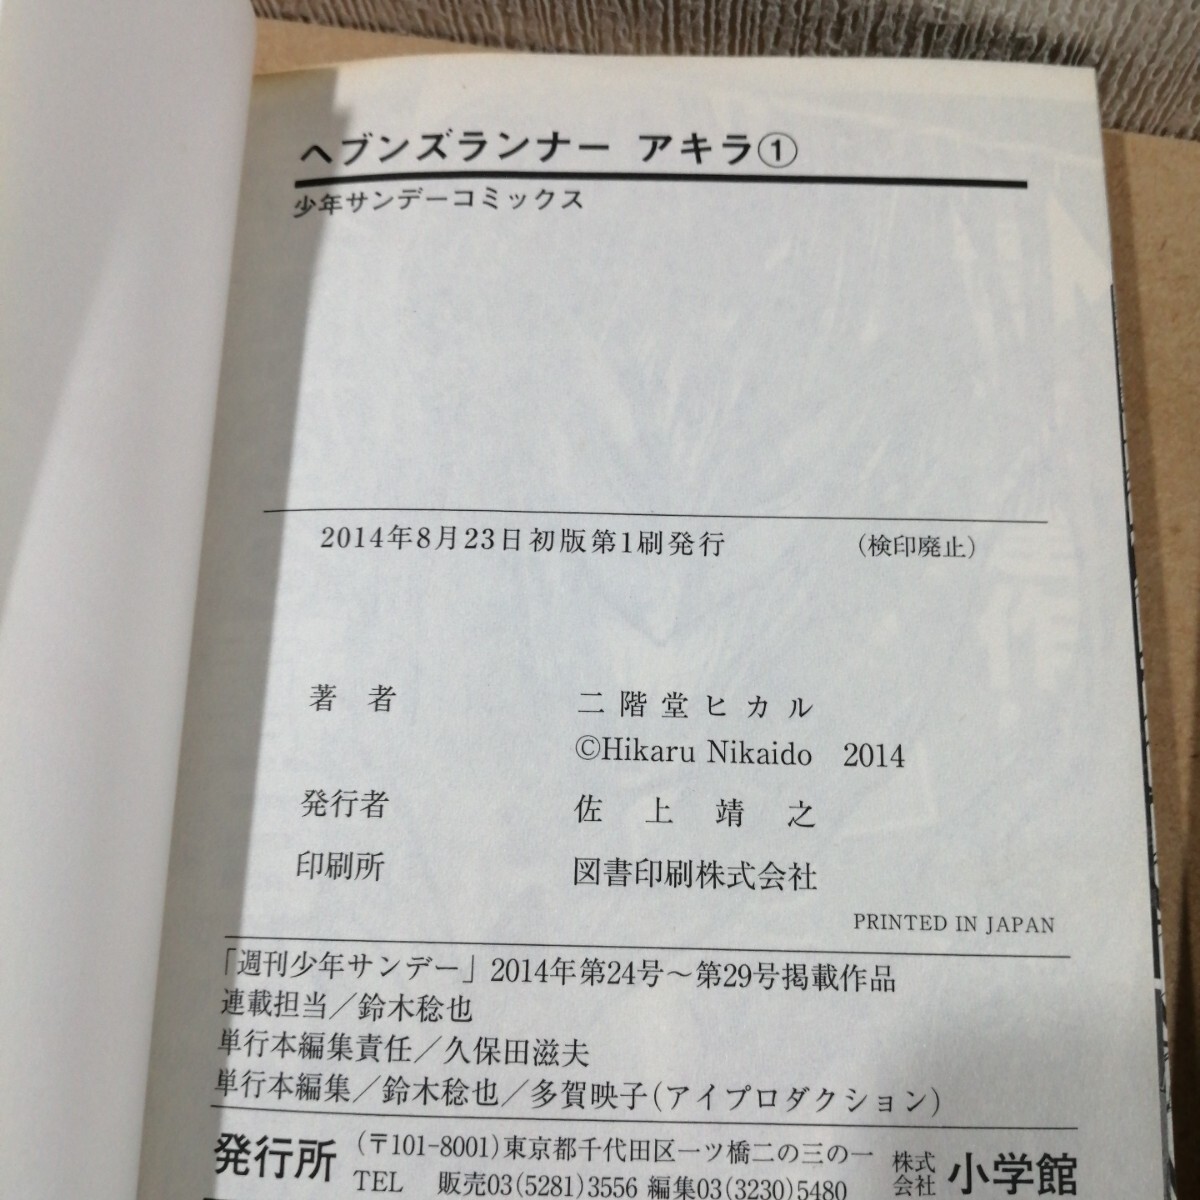 ヘブンズランナー アキラ①
少年サンデーコミックス
2014年8月23日初版第1刷発行 (検印廃止)
著者 二階堂ヒカル
©Hikaru Nikaido 2014
発行者 佐上靖之
印刷所 図書印刷株式会社
PRINTED IN JAPAN
「週刊少年サンデー」2014年第24号～第29号掲載作品
連載担当／鈴木稔也
単行本編集責任／久保田滋夫
単行本編集／鈴木稔也／多賀映子(アイプロダクション)
発行所 (〒101-8001)東京都千代田区一ツ橋二の三の一 株式会社 小学館
TEL 販売03(5281)3556 編集03(3230)5480